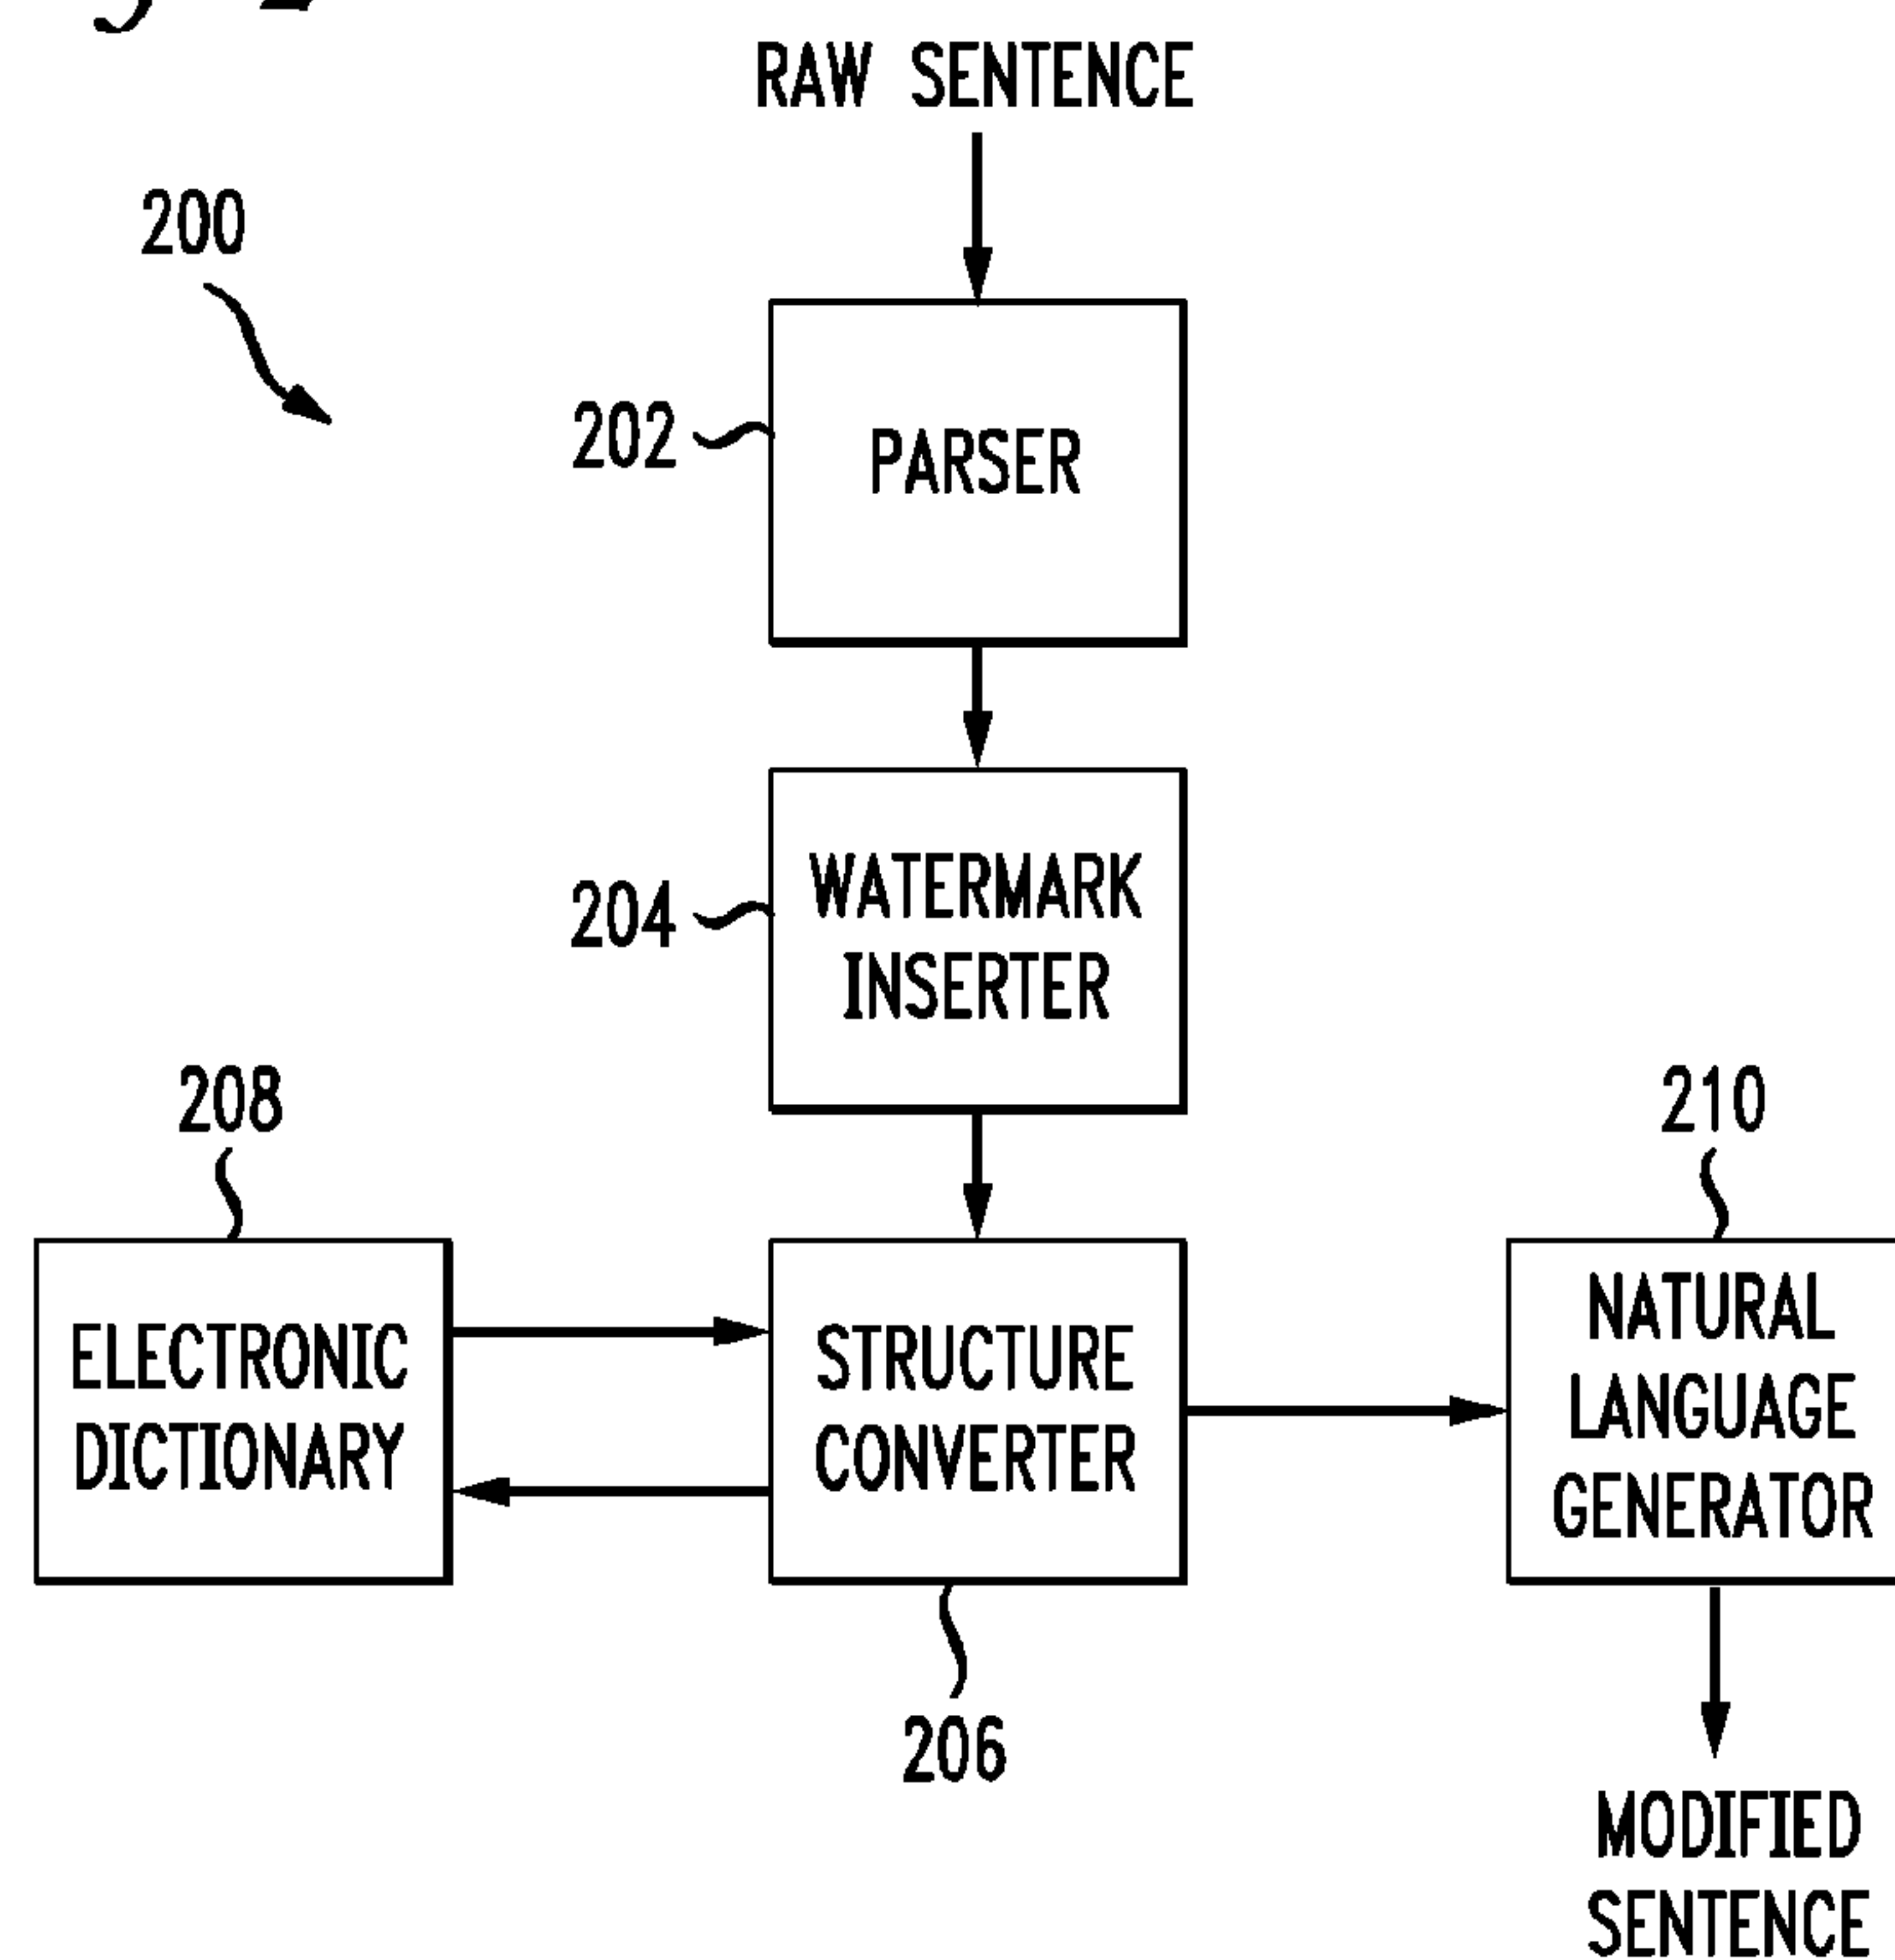 RAW SENTENCE
200
202
PARSER
204
WATERMARK
INSERTER
208
210
ELECTRONIC
DICTIONARY
STRUCTURE
CONVERTER
NATURAL
LANGUAGE
GENERATOR
206
MODIFIED
SENTENCE